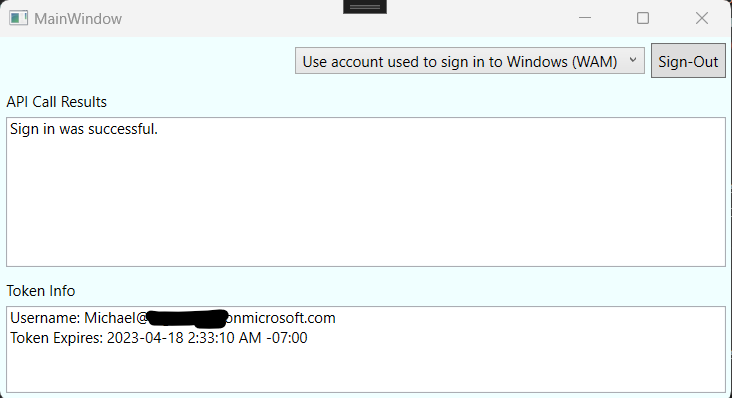 MainWindow
Use account used to sign in to Windows (WAM)
Sign-Out
API Call Results
Sign in was successful.
Token Info
Username: Michael@ onmicrosoft.com
Token Expires: 2023-04-18 2:33:10 AM -07:00